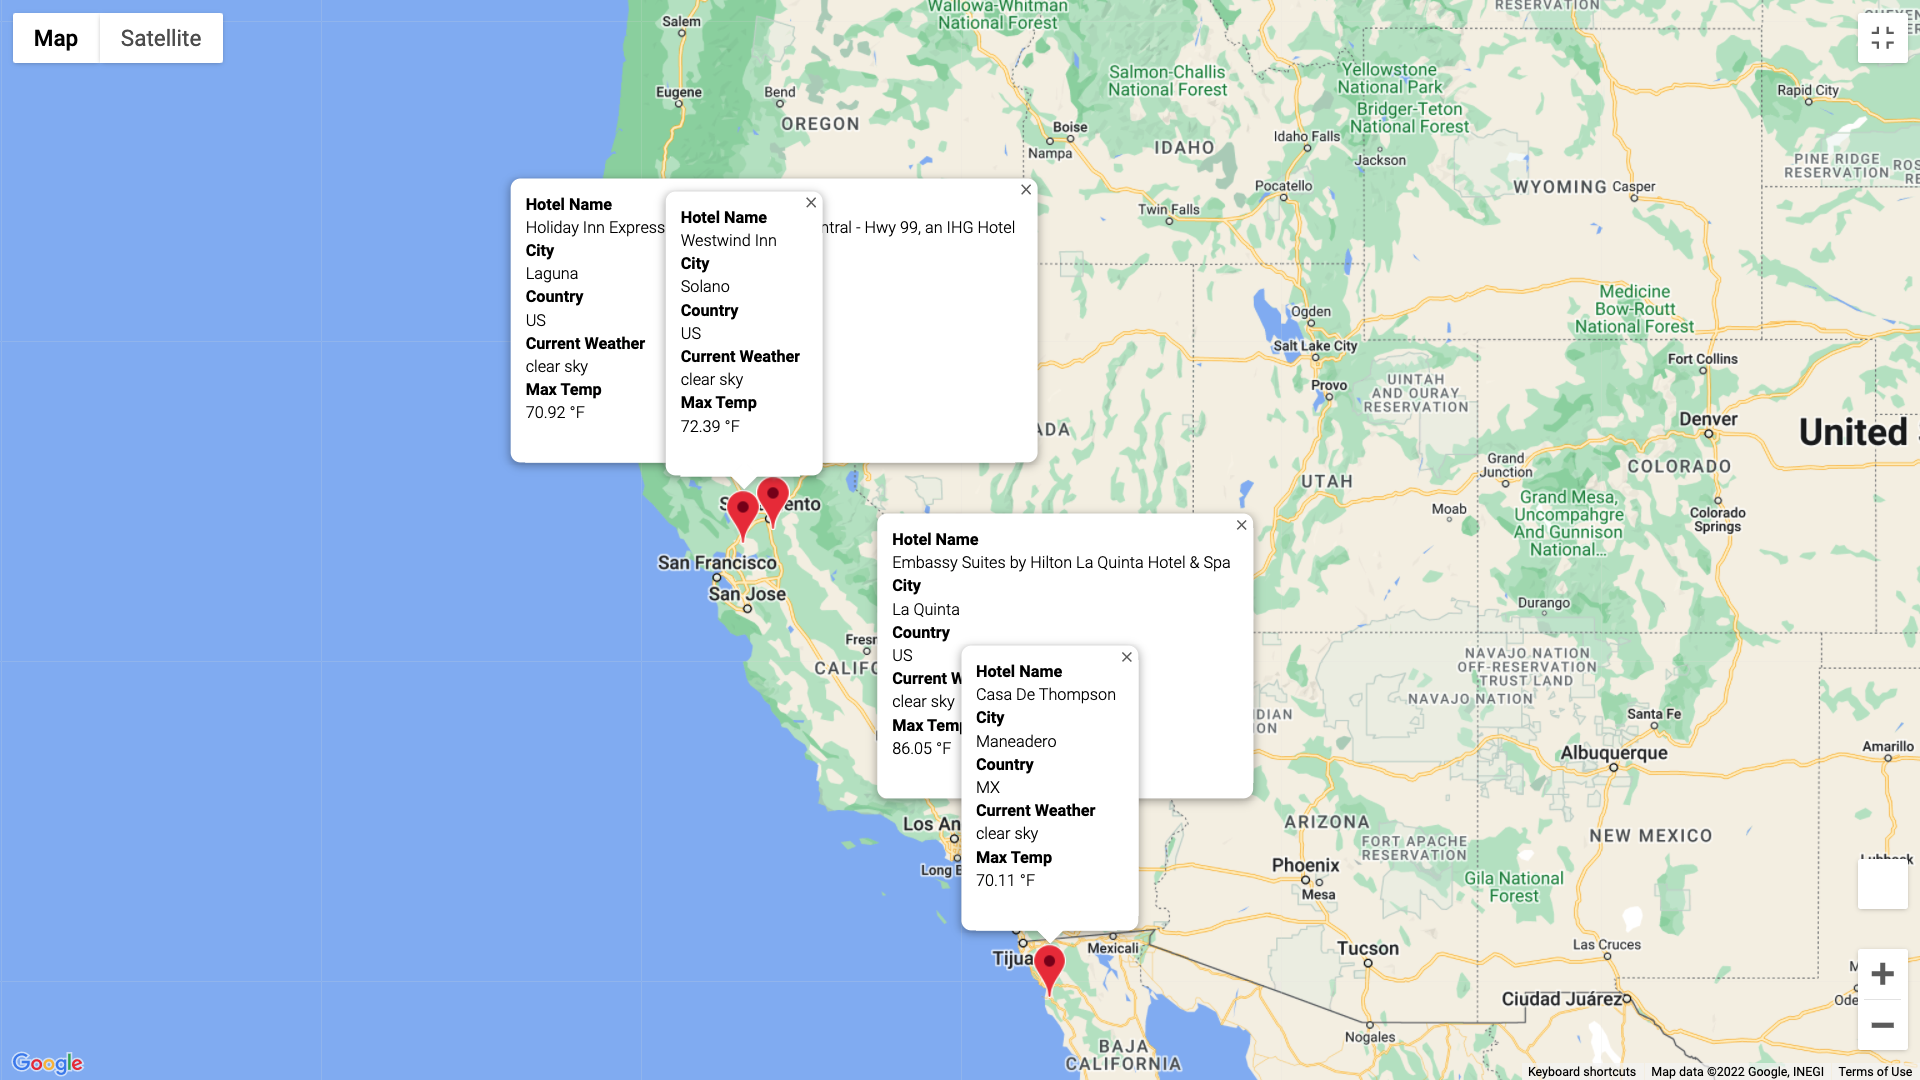 Map
Satellite
Salem
Wallowa-Whitman
National Forest
RESERVATION
Eugene
Bend
OREGON
Salmon-Challis
National Forest
Yellowstone
National Park
Bridger-Teton
National Forest
Rapid City
Boise
Nampa
IDAHO
Idaho Falls
Jackson
PINE RIDGE
RESERVATION
Pocatello
Twin Falls
WYOMING
Casper
Hotel Name
Holiday Inn Express
ntral - Hwy 99, an IHG Hotel
City
Laguna
Country
US
Current Weather
clear sky
Max Temp
70.92 °F
Hotel Name
Westwind Inn
City
Solano
Country
US
Current Weather
clear sky
Max Temp
72.39 °F
Medicine
Bow-Routt
National Forest
Ogden
Salt Lake City
Fort Collins
Provo
UINTAH
AND OURAY
RESERVATION
Denver
United
ADA
Grand
Junction
COLORADO
UTAH
Grand Mesa,
Uncompahgre
And Gunnison
National...
Moab
Colorado
Springs
San Francisco
San Jose
Hotel Name
Embassy Suites by Hilton La Quinta Hotel & Spa
City
La Quinta
Country
US
Current W
clear sky
Max Temp
86.05 °F
Hotel Name
Casa De Thompson
City
Maneadero
Country
MX
Current Weather
clear sky
Max Temp
70.11 °F
Durango
Fresn
CALIFO
NAVAJO NATION
OFF-RESERVATION
TRUST LAND
NAVAJO NATION
DIAN
ION
Santa Fe
Albuquerque
Amarillo
Los An
Long B
ARIZONA
FORT APACHE
RESERVATION
NEW MEXICO
Phoenix
Mesa
Gila National
Forest
Lubbock
Tijua
Mexicali
Tucson
Las Cruces
Ode
Ciudad Juárez
Nogales
BAJA
CALIFORNIA
Google
Keyboard shortcuts
Map data ©2022 Google, INEGI
Terms of Use